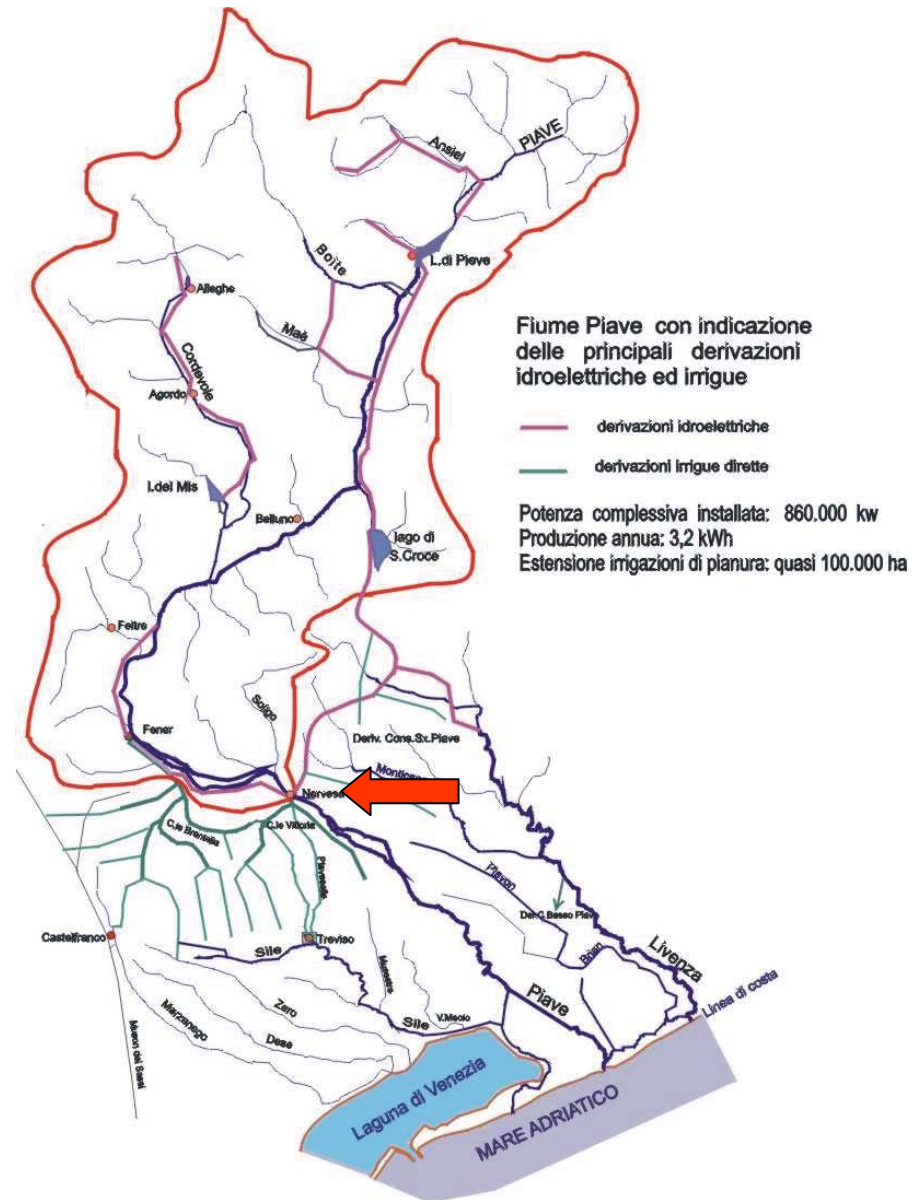 Ansiei
PIAVE
Boite
L.di Pieve
Alleghe
Maè
Cordevole
Agordo
l.del Mis
Belluno
lago di
S.Croce
Feltre
Soligo
Fener
Deriv. Cons.Sx.Piave
Nervesa
C.le Brentella
C.le Vittoria
Piavesella
Piavon
Der.C.Basso Piave
Castelfranco
Sile
Treviso
Brian
Livenza
Musestre
Piave
Linea di costa
Zero
Marzenego
Dese
Sile
V.Meolo
Muson dei Sassi
Laguna di Venezia
MARE ADRIATICO
Fiume Piave con indicazione
delle principali derivazioni
idroelettriche ed irrigue
derivazioni idroelettriche
derivazioni irrigue dirette
Potenza complessiva installata: 860.000 kw
Produzione annua: 3,2 kWh
Estensione irrigazioni di pianura: quasi 100.000 ha